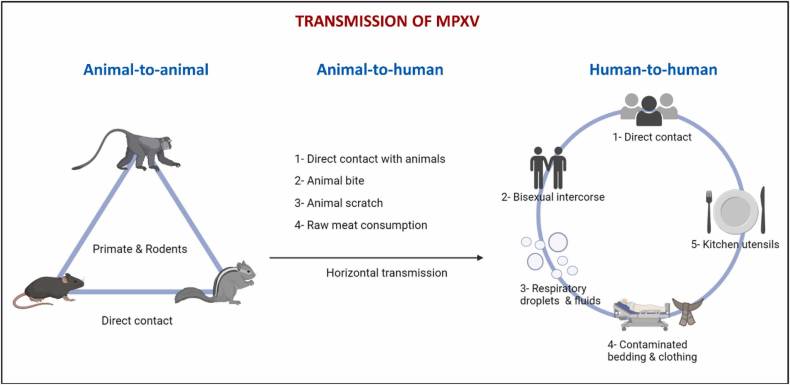 TRANSMISSION OF MPXV
Animal-to-animal
Animal-to-human
Human-to-human
Primate & Rodents
Direct contact
1- Direct contact with animals
2- Animal bite
3- Animal scratch
4- Raw meat consumption
Horizontal transmission
1- Direct contact
2- Bisexual intercorse
3- Respiratory
droplets & fluids
4- Contaminated
bedding & clothing
5- Kitchen utensils